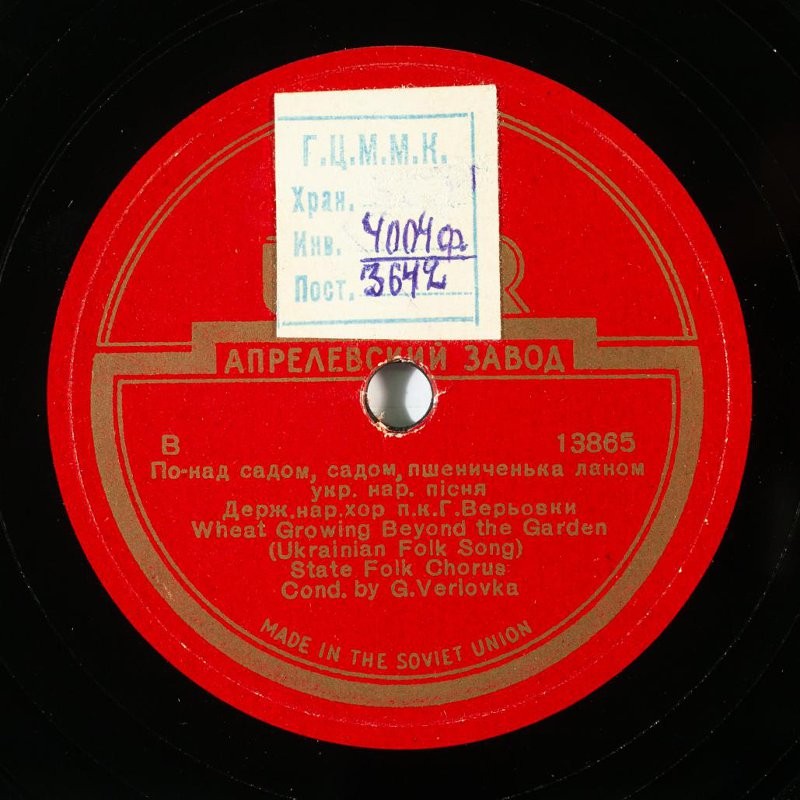 Г.Ц.М.М.К.
Хран.
Инв. 4004ф
Пост. 3642
R
АПРЕЛЕВСКИЙ ЗАВОД
В 13865
По-над садом, садом, пшениченька ланом
укр. нар. пісня
Держ.нар.хор п.к.Г.Верьовки
Wheat Growing Beyond the Garden
(Ukrainian Folk Song)
State Folk Chorus
Cond. by G.Veriovka
MADE IN THE SOVIET UNION